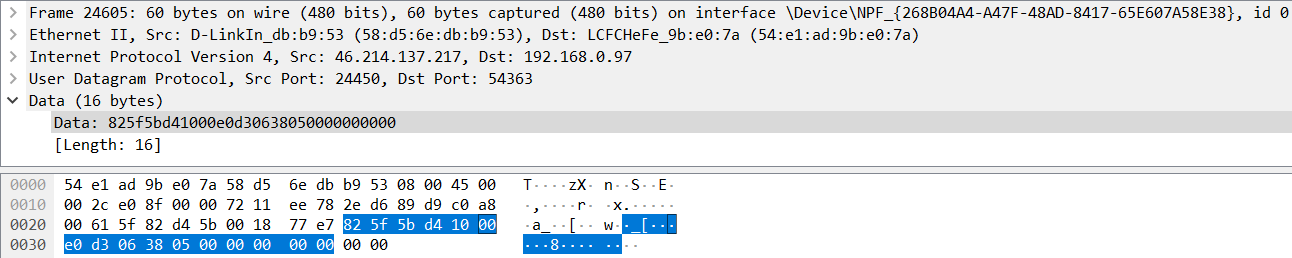 Frame 24605: 60 bytes on wire (480 bits), 60 bytes captured (480 bits) on interface \Device\NPF_{268B04A4-A47F-48AD-8417-65E607A58E38}, id 0
Ethernet II, Src: D-LinkIn_db:b9:53 (58:d5:6e:db:b9:53), Dst: LCFCHeFe_9b:e0:7a (54:e1:ad:9b:e0:7a)
Internet Protocol Version 4, Src: 46.214.137.217, Dst: 192.168.0.97
User Datagram Protocol, Src Port: 24450, Dst Port: 54363
Data (16 bytes)
Data: 825f5bd41000e0d30638050000000000
[Length: 16]
0000 54 e1 ad 9b e0 7a 58 d5 6e db b9 53 08 00 45 00 T····zX· n··S··E·
0010 00 2c e0 8f 00 00 72 11 ee 78 2e d6 89 d9 c0 a8 ·,····r· ·x.·····
0020 00 61 5f 82 d4 5b 00 18 77 e7 82 5f 5b d4 10 00 ·a_··[·· w··_[···
0030 e0 d3 06 38 05 00 00 00 00 00 00 00 ···8···· ····